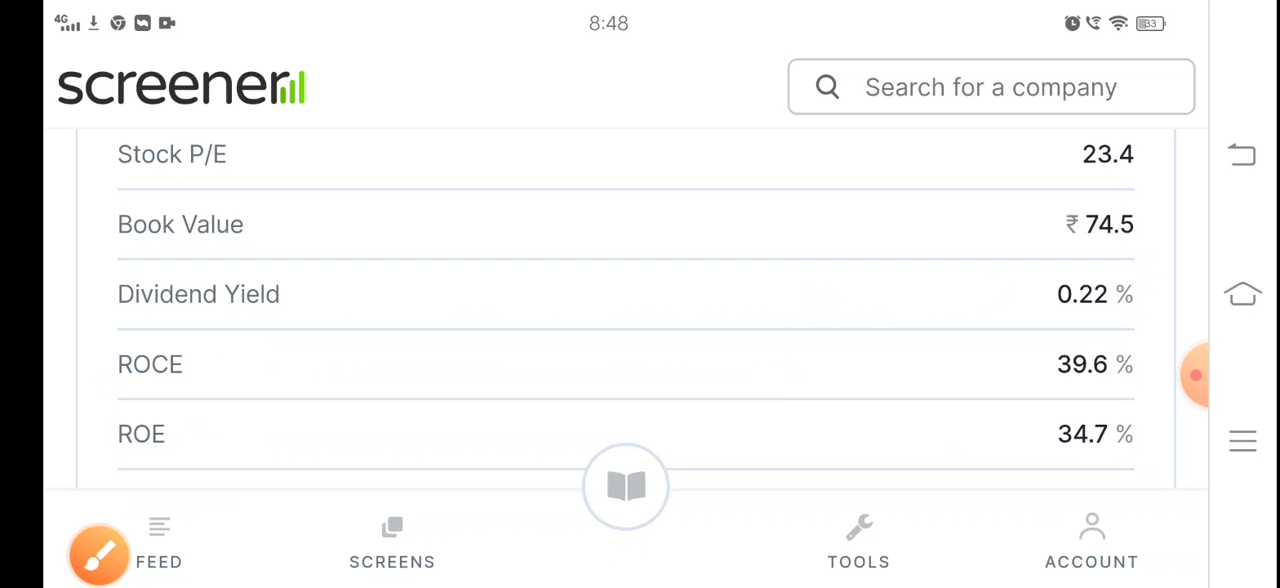 4G 8:48 33
screener Search for a company
Stock P/E 23.4
Book Value ₹ 74.5
Dividend Yield 0.22 %
ROCE 39.6 %
ROE 34.7 %
FEED SCREENS TOOLS ACCOUNT